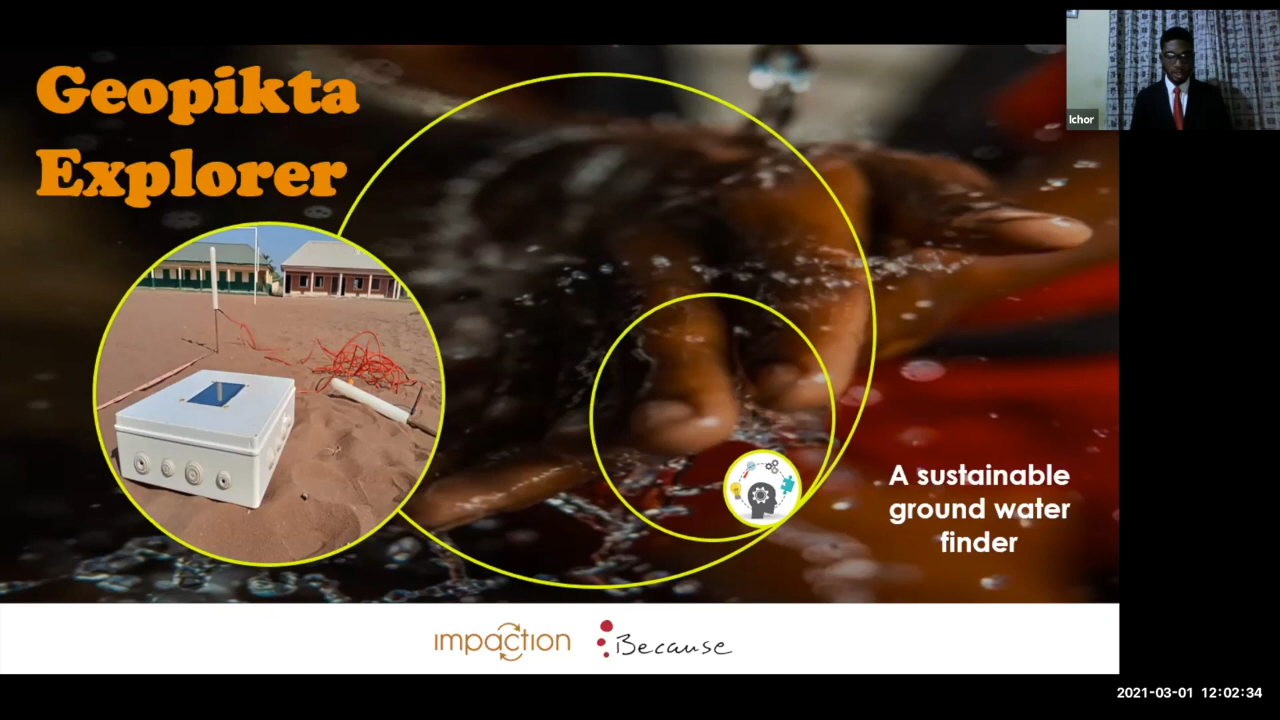 Geopikta
Explorer
Ichor
A sustainable
ground water
finder
impaction
Because
2021-03-01 12:02:34